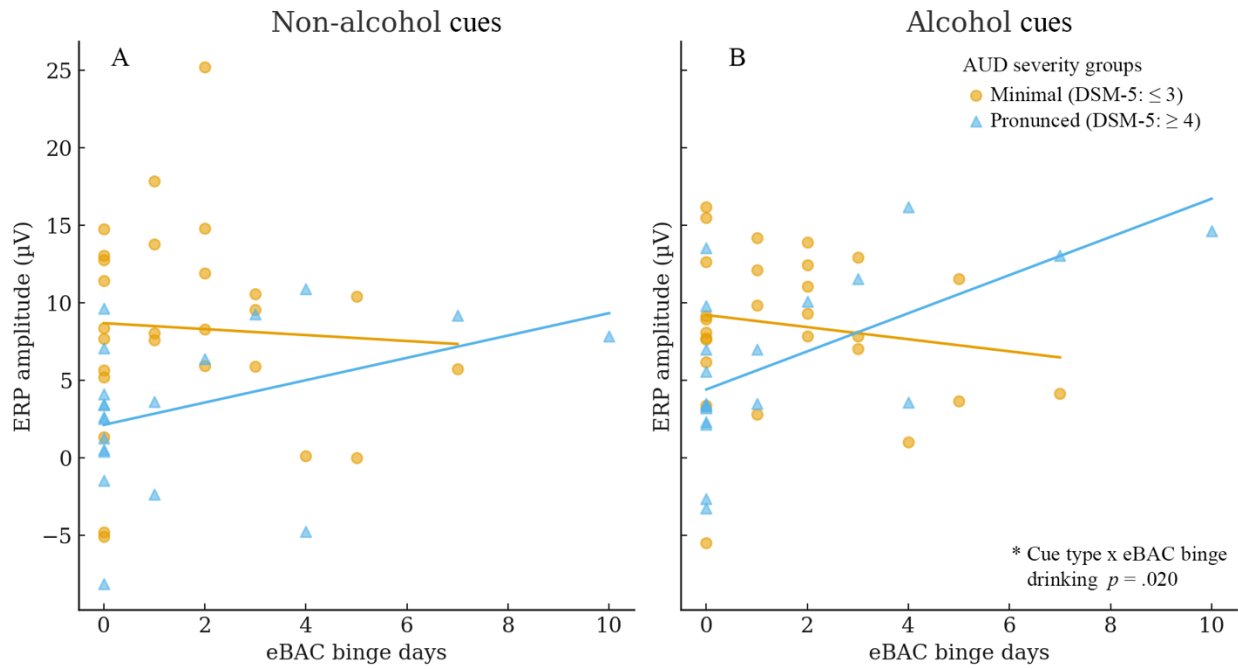 Non-alcohol cues
Alcohol cues
A
B
AUD severity groups
Minimal (DSM-5: ≤ 3)
Pronunced (DSM-5: ≥ 4)
ERP amplitude (µV)
25
20
15
10
5
0
−5
0
2
4
6
8
10
eBAC binge days
ERP amplitude (µV)
* Cue type x eBAC binge
drinking p = .020
0
2
4
6
8
10
eBAC binge days